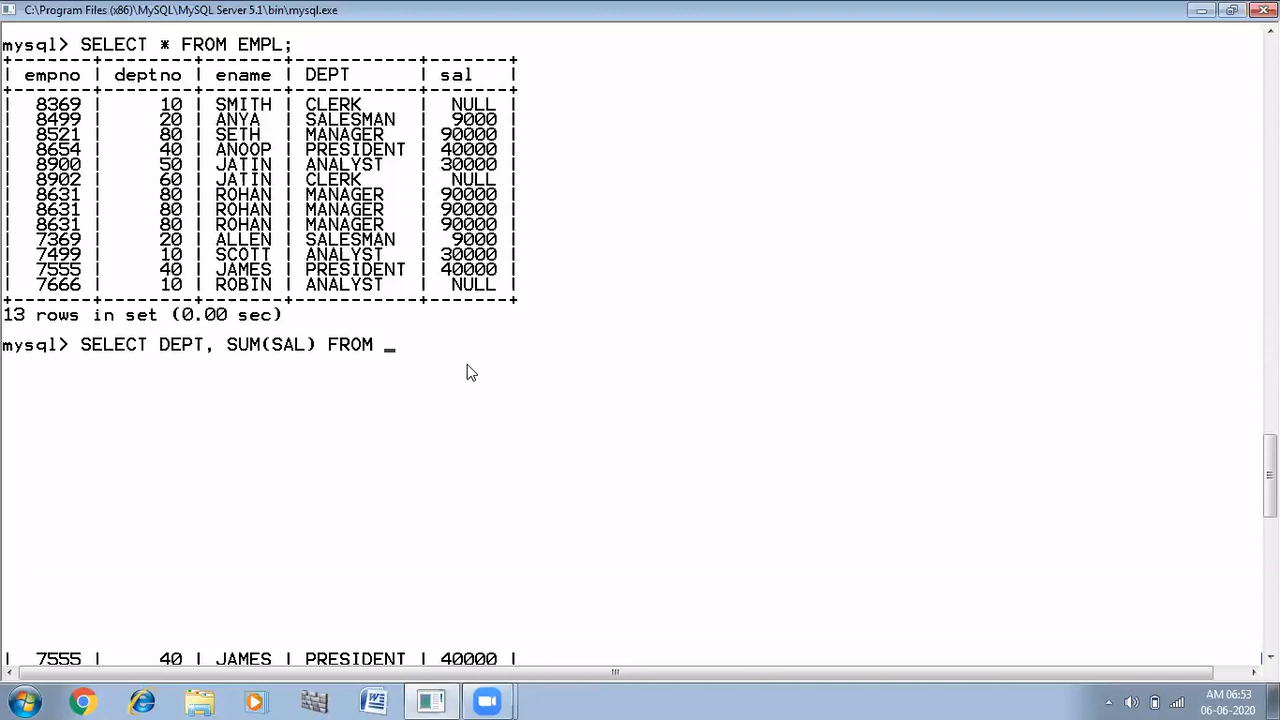 C:\Program Files (x86)\MySQL\MySQL Server 5.1\bin\mysql.exe
mysql> SELECT * FROM EMPL;
+-------+--------+-------+-----------+-------+
| empno | deptno | ename | DEPT | sal |
+-------+--------+-------+-----------+-------+
| 8369 | 10 | SMITH | CLERK | NULL |
| 8499 | 20 | ANYA | SALESMAN | 9000 |
| 8521 | 80 | SETH | MANAGER | 90000 |
| 8654 | 40 | ANOOP | PRESIDENT | 40000 |
| 8900 | 50 | JATIN | ANALYST | 30000 |
| 8902 | 60 | JATIN | CLERK | NULL |
| 8631 | 80 | ROHAN | MANAGER | 90000 |
| 8631 | 80 | ROHAN | MANAGER | 90000 |
| 8631 | 80 | ROHAN | MANAGER | 90000 |
| 7369 | 20 | ALLEN | SALESMAN | 9000 |
| 7499 | 10 | SCOTT | ANALYST | 30000 |
| 7555 | 40 | JAMES | PRESIDENT | 40000 |
| 7666 | 10 | ROBIN | ANALYST | NULL |
+-------+--------+-------+-----------+-------+
13 rows in set (0.00 sec)
mysql> SELECT DEPT, SUM(SAL) FROM _
| 7555 | 40 | JAMES | PRESIDENT | 40000 |
AM 06:53
06-06-2020